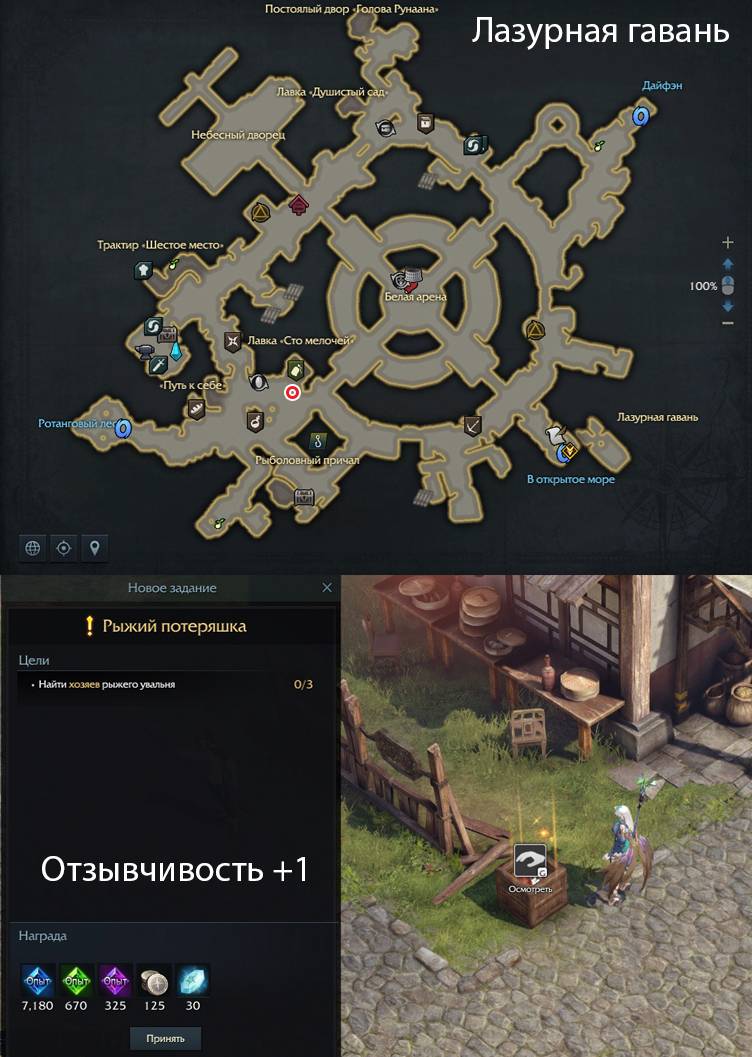 Постоялый двор «Голова Рунаана»
Лазурная гавань
Дайфэн
Лавка «Душистый сад»
Небесный дворец
Трактир «Шестое место»
100%
Белая арена
Лавка «Сто мелочей»
«Путь к себе»
Лазурная гавань
Ротанговый лес
Рыболовный причал
В открытое море
Новое задание
! Рыжий потеряшка
Цели
• Найти хозяев рыжего увальня 0/3
Отзывчивость +1
G
Осмотреть
Награда
Опыт Опыт Опыт
7,180 670 325 125 30
Принять